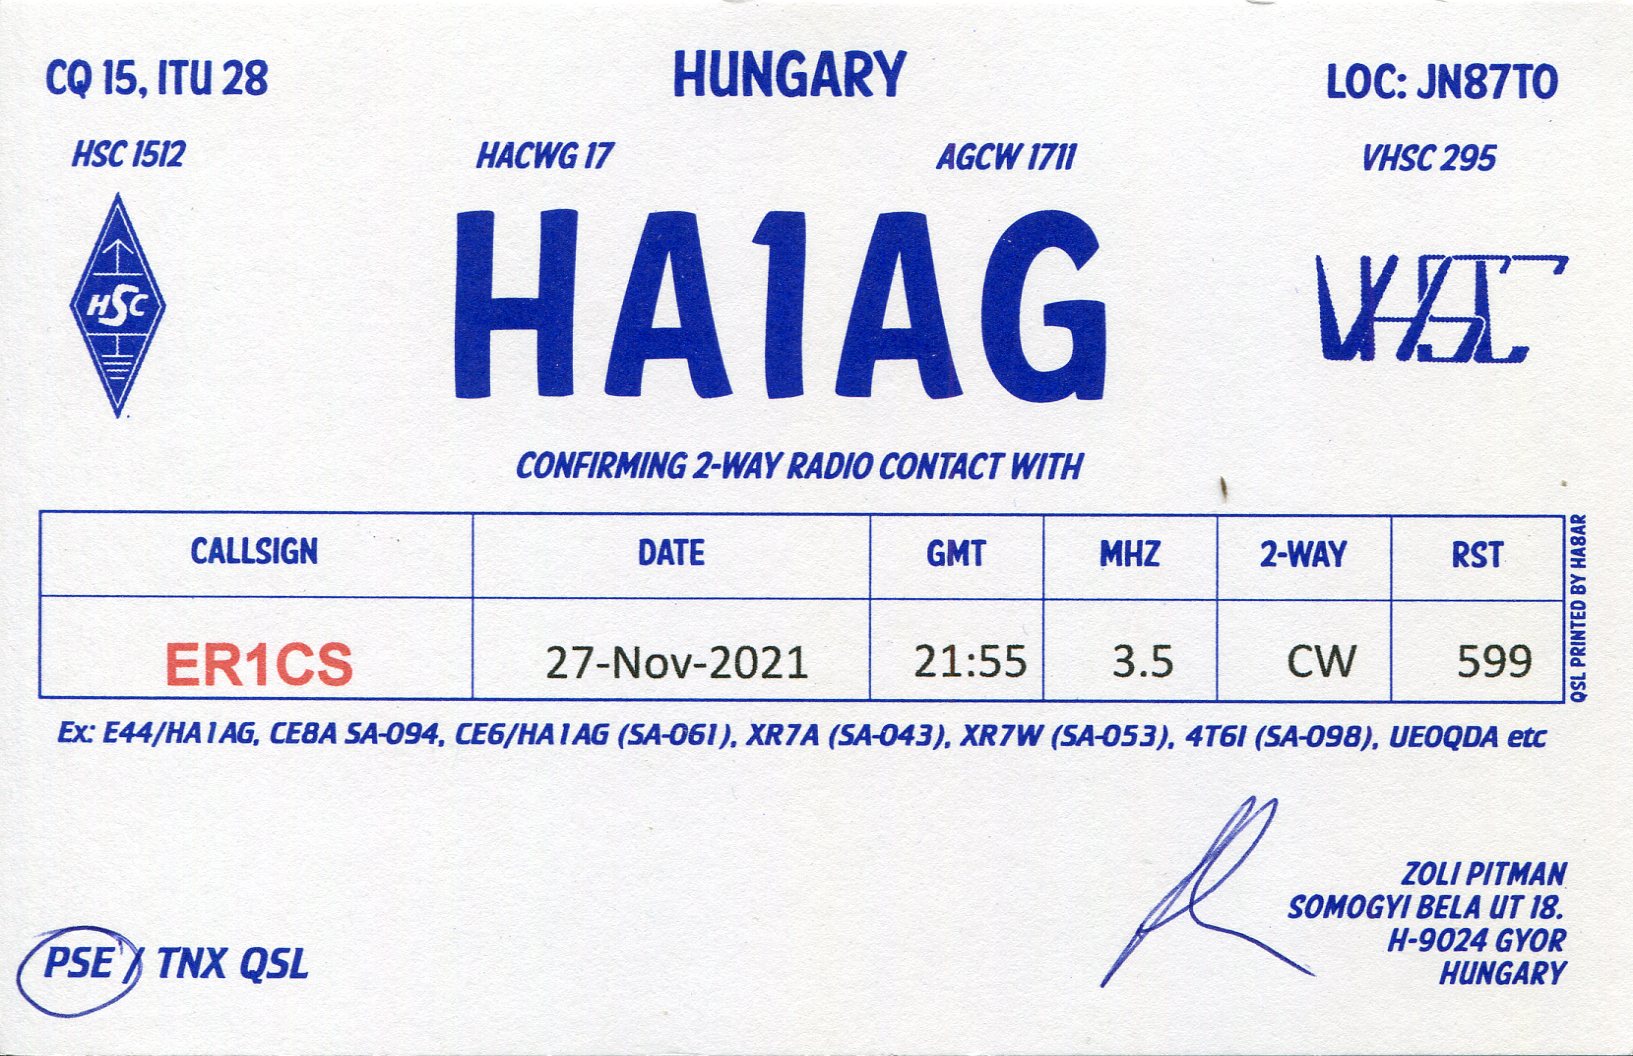 HUNGARY
CQ 15, ITU 28
LOC: JN87TO
HSC 1512
HACWG 17
AGCW 1711
VHSC 295
HSC
HA1AG
VHSC
CONFIRMING 2-WAY RADIO CONTACT WITH
CALLSIGN DATE GMT MHZ 2-WAY RST
ER1CS 27-Nov-2021 21:55 3.5 CW 599
QSL PRINTED BY HA8AR
Ex: E44/HA1AG, CE8A SA-094, CE6/HA1AG (SA-061), XR7A (SA-043), XR7W (SA-053), 4T6I (SA-098), UE0QDA etc
ZOLI PITMAN
SOMOGYI BELA UT 18.
H-9024 GYOR
HUNGARY
PSE / TNX QSL